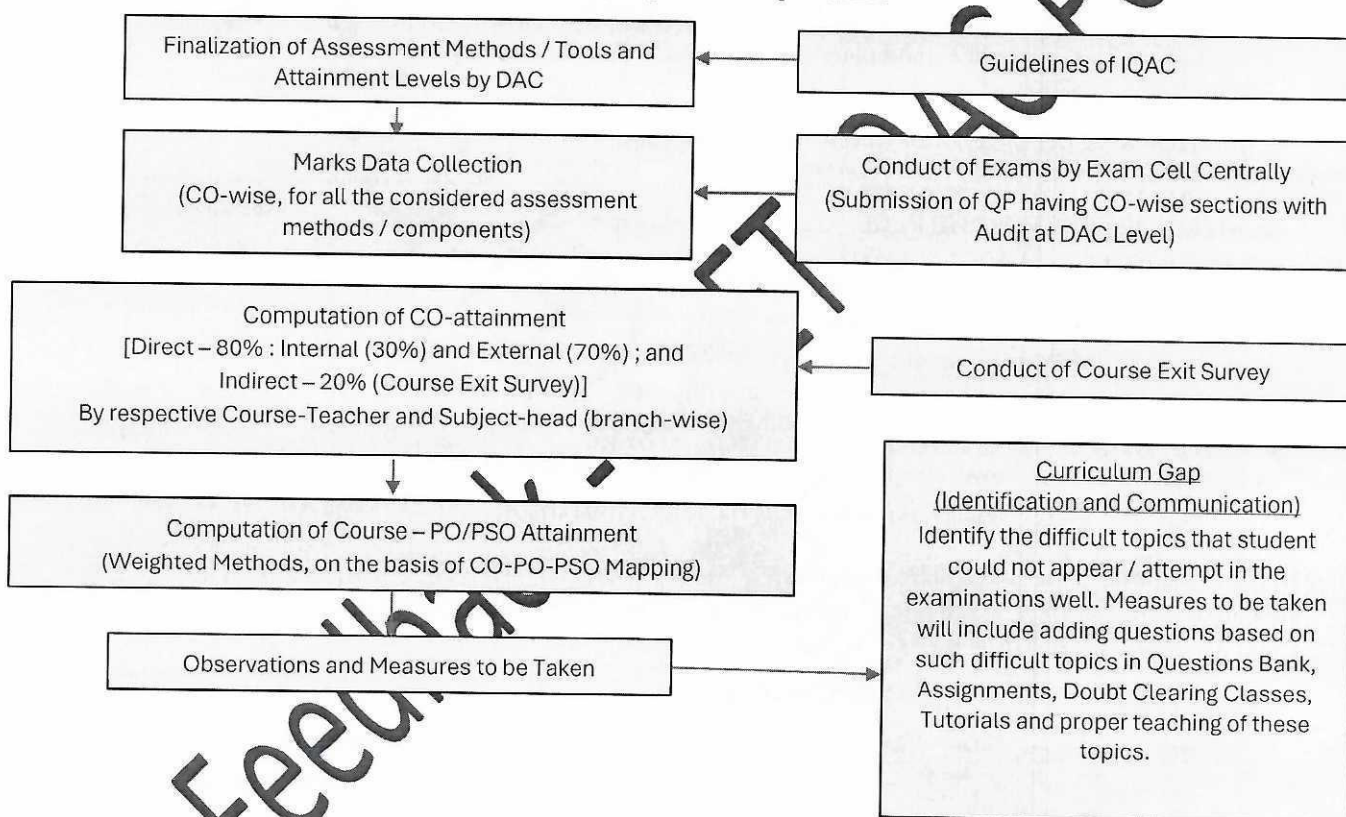 Finalization of Assessment Methods / Tools and
Attainment Levels by DAC
Guidelines of IQAC
Marks Data Collection
(CO-wise, for all the considered assessment
methods / components)
Conduct of Exams by Exam Cell Centrally
(Submission of QP having CO-wise sections with
Audit at DAC Level)
Computation of CO-attainment
[Direct – 80% : Internal (30%) and External (70%) ; and
Indirect – 20% (Course Exit Survey)]
By respective Course-Teacher and Subject-head (branch-wise)
Conduct of Course Exit Survey
Computation of Course – PO/PSO Attainment
(Weighted Methods, on the basis of CO-PO-PSO Mapping)
Observations and Measures to be Taken
Curriculum Gap
(Identification and Communication)
Identify the difficult topics that student
could not appear / attempt in the
examinations well. Measures to be taken
will include adding questions based on
such difficult topics in Questions Bank,
Assignments, Doubt Clearing Classes,
Tutorials and proper teaching of these
topics.
Feedback -